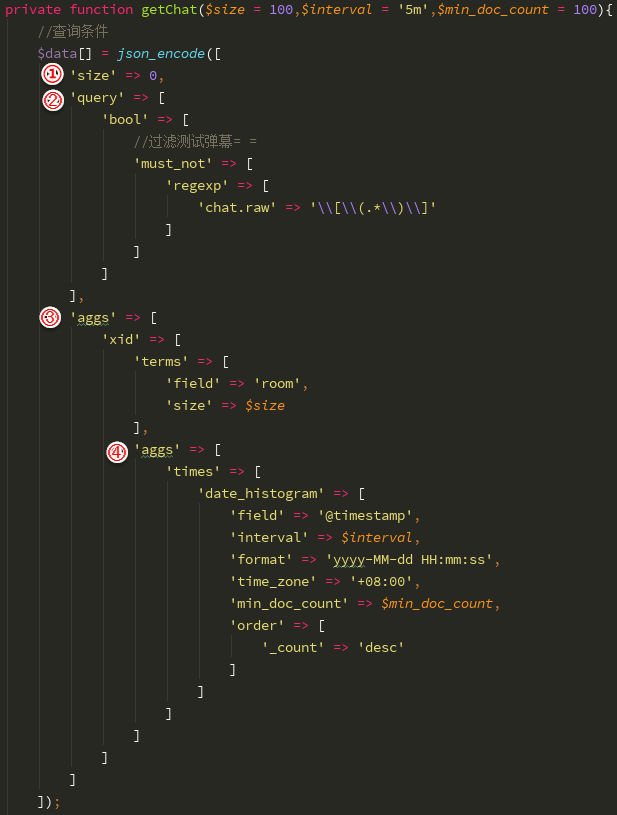 private function getChat($size = 100,$interval = '5m',$min_doc_count = 100){
//查询条件
$data[] = json_encode([
① 'size' => 0,
② 'query' => [
'bool' => [
//过滤测试弹幕= =
'must_not' => [
'regexp' => [
'chat.raw' => '\\[\\(.*\\)\\]'
]
]
]
],
③ 'aggs' => [
'xid' => [
'terms' => [
'field' => 'room',
'size' => $size
],
④ 'aggs' => [
'times' => [
'date_histogram' => [
'field' => '@timestamp',
'interval' => $interval,
'format' => 'yyyy-MM-dd HH:mm:ss',
'time_zone' => '+08:00',
'min_doc_count' => $min_doc_count,
'order' => [
'_count' => 'desc'
]
]
]
]
]
]
]);